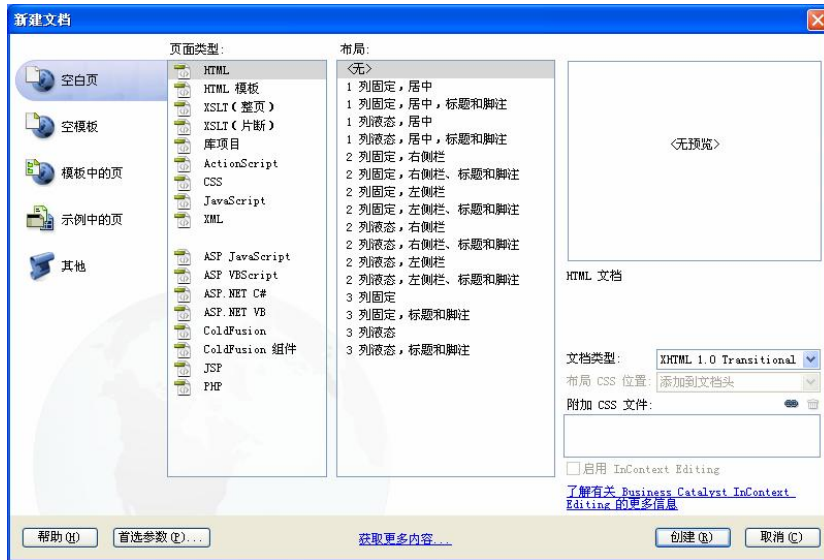 新建文档
页面类型:
布局:
空白页
空模板
模板中的页
示例中的页
其他
HTML
HTML 模板
XSLT(整页)
XSLT(片断)
库项目
ActionScript
CSS
JavaScript
XML
ASP JavaScript
ASP VBScript
ASP.NET C#
ASP.NET VB
ColdFusion
ColdFusion 组件
JSP
PHP
<无>
1 列固定,居中
1 列固定,居中,标题和脚注
1 列液态,居中
1 列液态,居中,标题和脚注
2 列固定,右侧栏
2 列固定,右侧栏、标题和脚注
2 列固定,左侧栏
2 列固定,左侧栏、标题和脚注
2 列液态,右侧栏
2 列液态,右侧栏、标题和脚注
2 列液态,左侧栏
2 列液态,左侧栏、标题和脚注
3 列固定
3 列固定,标题和脚注
3 列液态
3 列液态,标题和脚注
<无预览>
HTML 文档
文档类型: XHTML 1.0 Transitional
布局 CSS 位置: 添加到文档头
附加 CSS 文件:
启用 InContext Editing
了解有关 Business Catalyst InContext
Editing 的更多信息
帮助(H)
首选参数(P)...
获取更多内容...
创建(R)
取消(C)